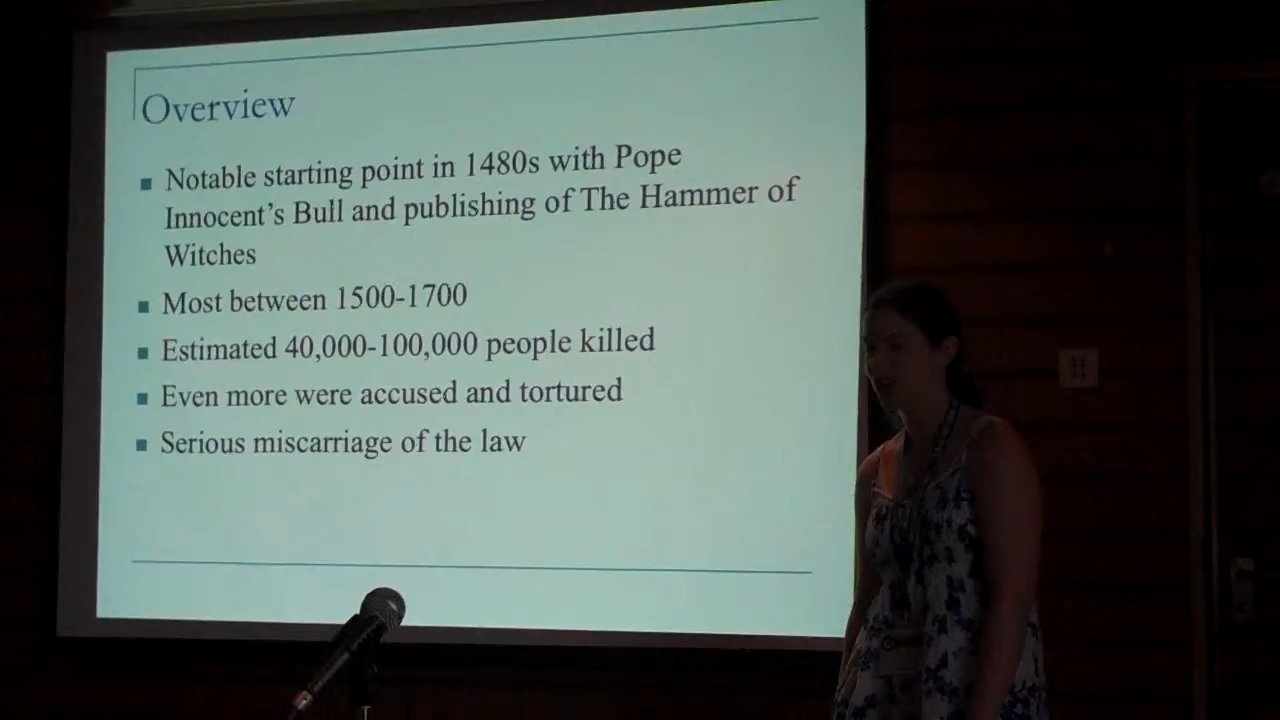 Overview
▪ Notable starting point in 1480s with Pope
Innocent's Bull and publishing of The Hammer of
Witches
▪ Most between 1500-1700
▪ Estimated 40,000-100,000 people killed
▪ Even more were accused and tortured
▪ Serious miscarriage of the law